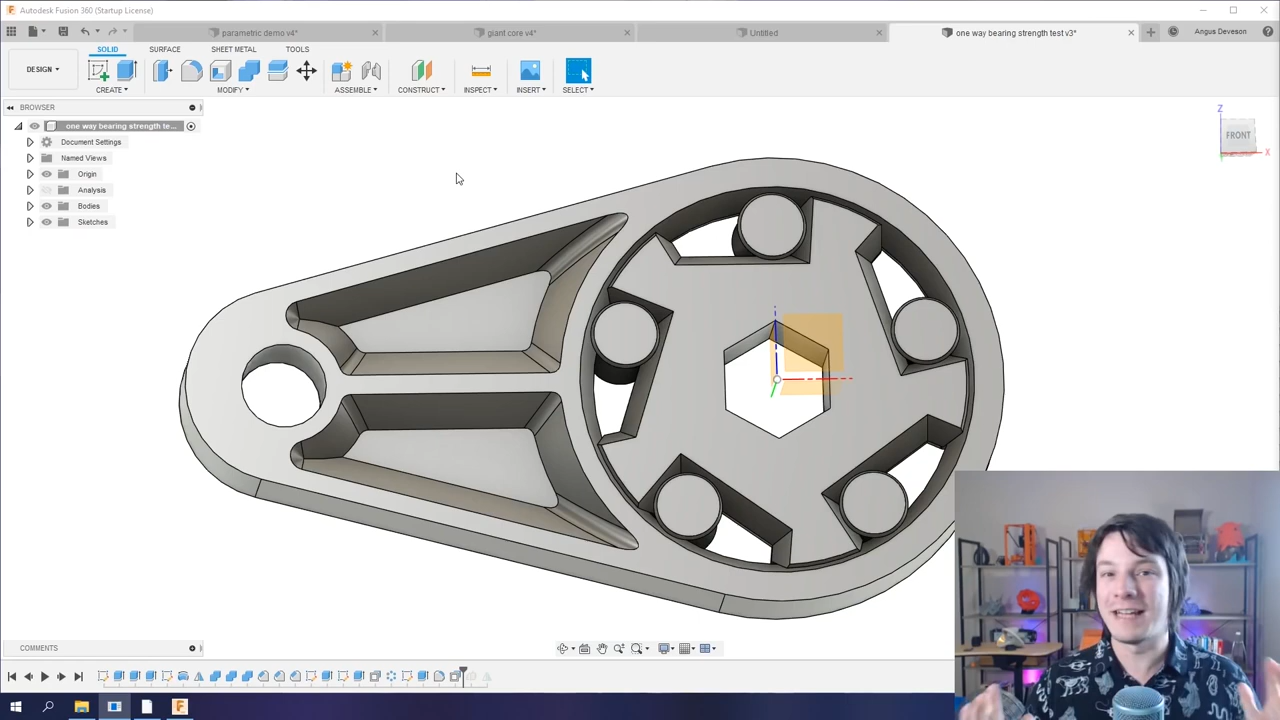 Autodesk Fusion 360 (Startup License)
parametric demo v4*
giant core v4*
Untitled
one way bearing strength test v3*
Angus Deveson
DESIGN
SOLID
SURFACE
SHEET METAL
TOOLS
CREATE
MODIFY
ASSEMBLE
CONSTRUCT
INSPECT
INSERT
SELECT
BROWSER
one way bearing strength te...
Document Settings
Named Views
Origin
Analysis
Bodies
Sketches
Z
FRONT
X
COMMENTS